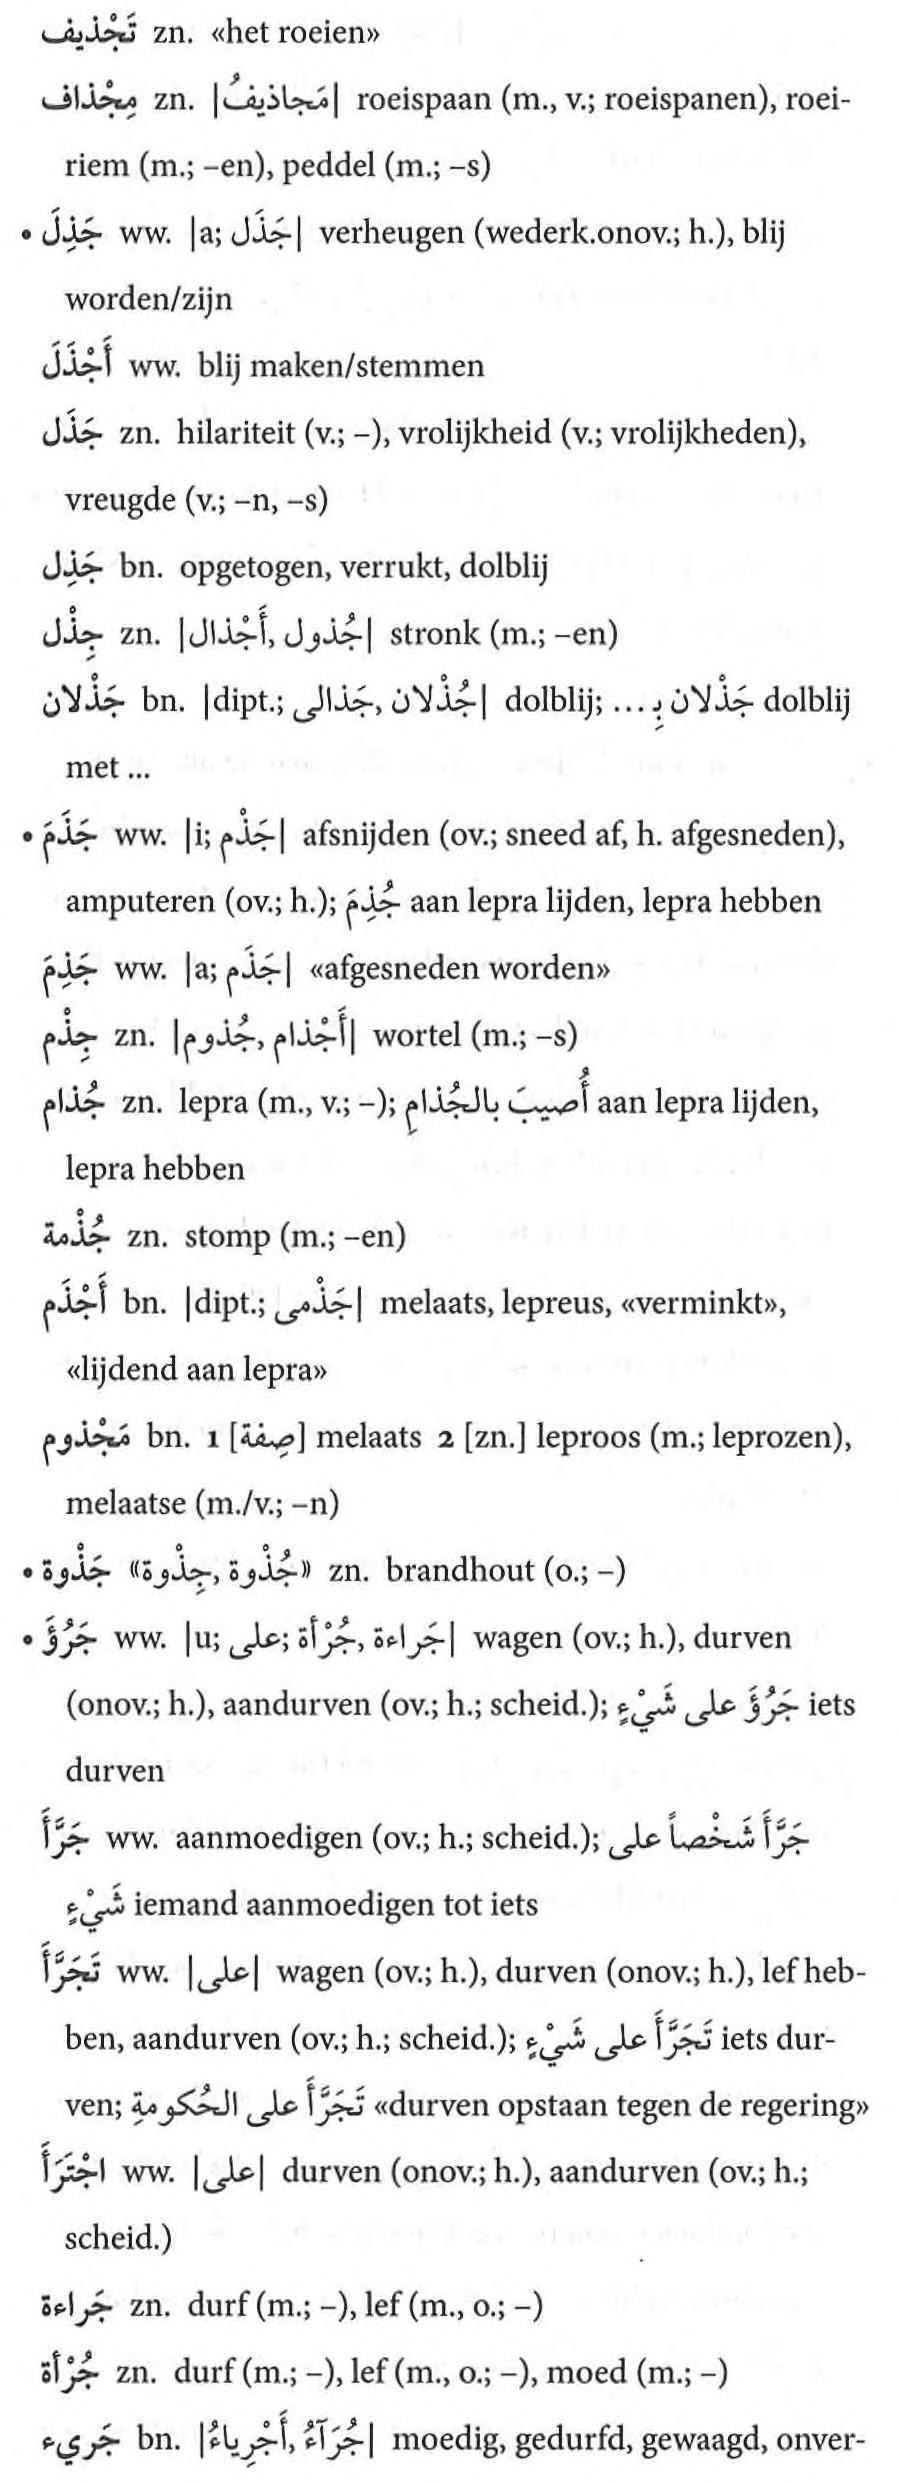 تَجْذيف zn. «het roeien»
مِجْذاف zn. |مَجاذيفُ| roeispaan (m., v.; roeispanen), roei-
riem (m.; –en), peddel (m.; –s)
• جَذِلَ ww. |a; جَذَل| verheugen (wederk.onov.; h.), blij
worden/zijn
أَجْذَلَ ww. blij maken/stemmen
جَذَل zn. hilariteit (v.; –), vrolijkheid (v.; vrolijkheden),
vreugde (v.; –n, –s)
جَذِل bn. opgetogen, verrukt, dolblij
جِذْل zn. |جُذول, أَجْذال| stronk (m.; –en)
جَذْلان bn. |dipt.; جُذْلان, جَذالى| dolblij; جَذْلان بِـ... dolblij
met ...
• جَذَمَ ww. |i; جَذْم| afsnijden (ov.; sneed af, h. afgesneden),
amputeren (ov.; h.); جُذِمَ aan lepra lijden, lepra hebben
جَذِمَ ww. |a; جَذَم| «afgesneden worden»
جِذْم zn. |أَجْذام, جُذوم| wortel (m.; –s)
جُذام zn. lepra (m., v.; –); أُصيبَ بالجُذامِ aan lepra lijden,
lepra hebben
جُذْمة zn. stomp (m.; –en)
أَجْذَم bn. |dipt.; جَذْمى| melaats, lepreus, «verminkt»,
«lijdend aan lepra»
مَجْذوم bn. 1 [صِفة] melaats 2 [zn.] leproos (m.; leprozen),
melaatse (m./v.; –n)
• جَذْوة «جُذْوة, جِذْوة» zn. brandhout (o.; –)
• جَرُؤَ ww. |u; على; جَراءة, جُرْأة| wagen (ov.; h.), durven
(onov.; h.), aandurven (ov.; h.; scheid.); جَرُؤَ على شَيْءٍ iets
durven
جَرَّأَ ww. aanmoedigen (ov.; h.; scheid.); جَرَّأَ شَخْصاً على
شَيْءٍ iemand aanmoedigen tot iets
تَجَرَّأَ ww. |على| wagen (ov.; h.), durven (onov.; h.), lef heb-
ben, aandurven (ov.; h.; scheid.); تَجَرَّأَ على شَيْءٍ iets dur-
ven; تَجَرَّأَ على الحُكومةِ «durven opstaan tegen de regering»
اجْتَرَأَ ww. |على| durven (onov.; h.), aandurven (ov.; h.;
scheid.)
جَراءة zn. durf (m.; –), lef (m., o.; –)
جُرْأة zn. durf (m.; –), lef (m., o.; –), moed (m.; –)
جَريء bn. |جُرَآءُ, أَجْرِياءُ| moedig, gedurfd, gewaagd, onver-